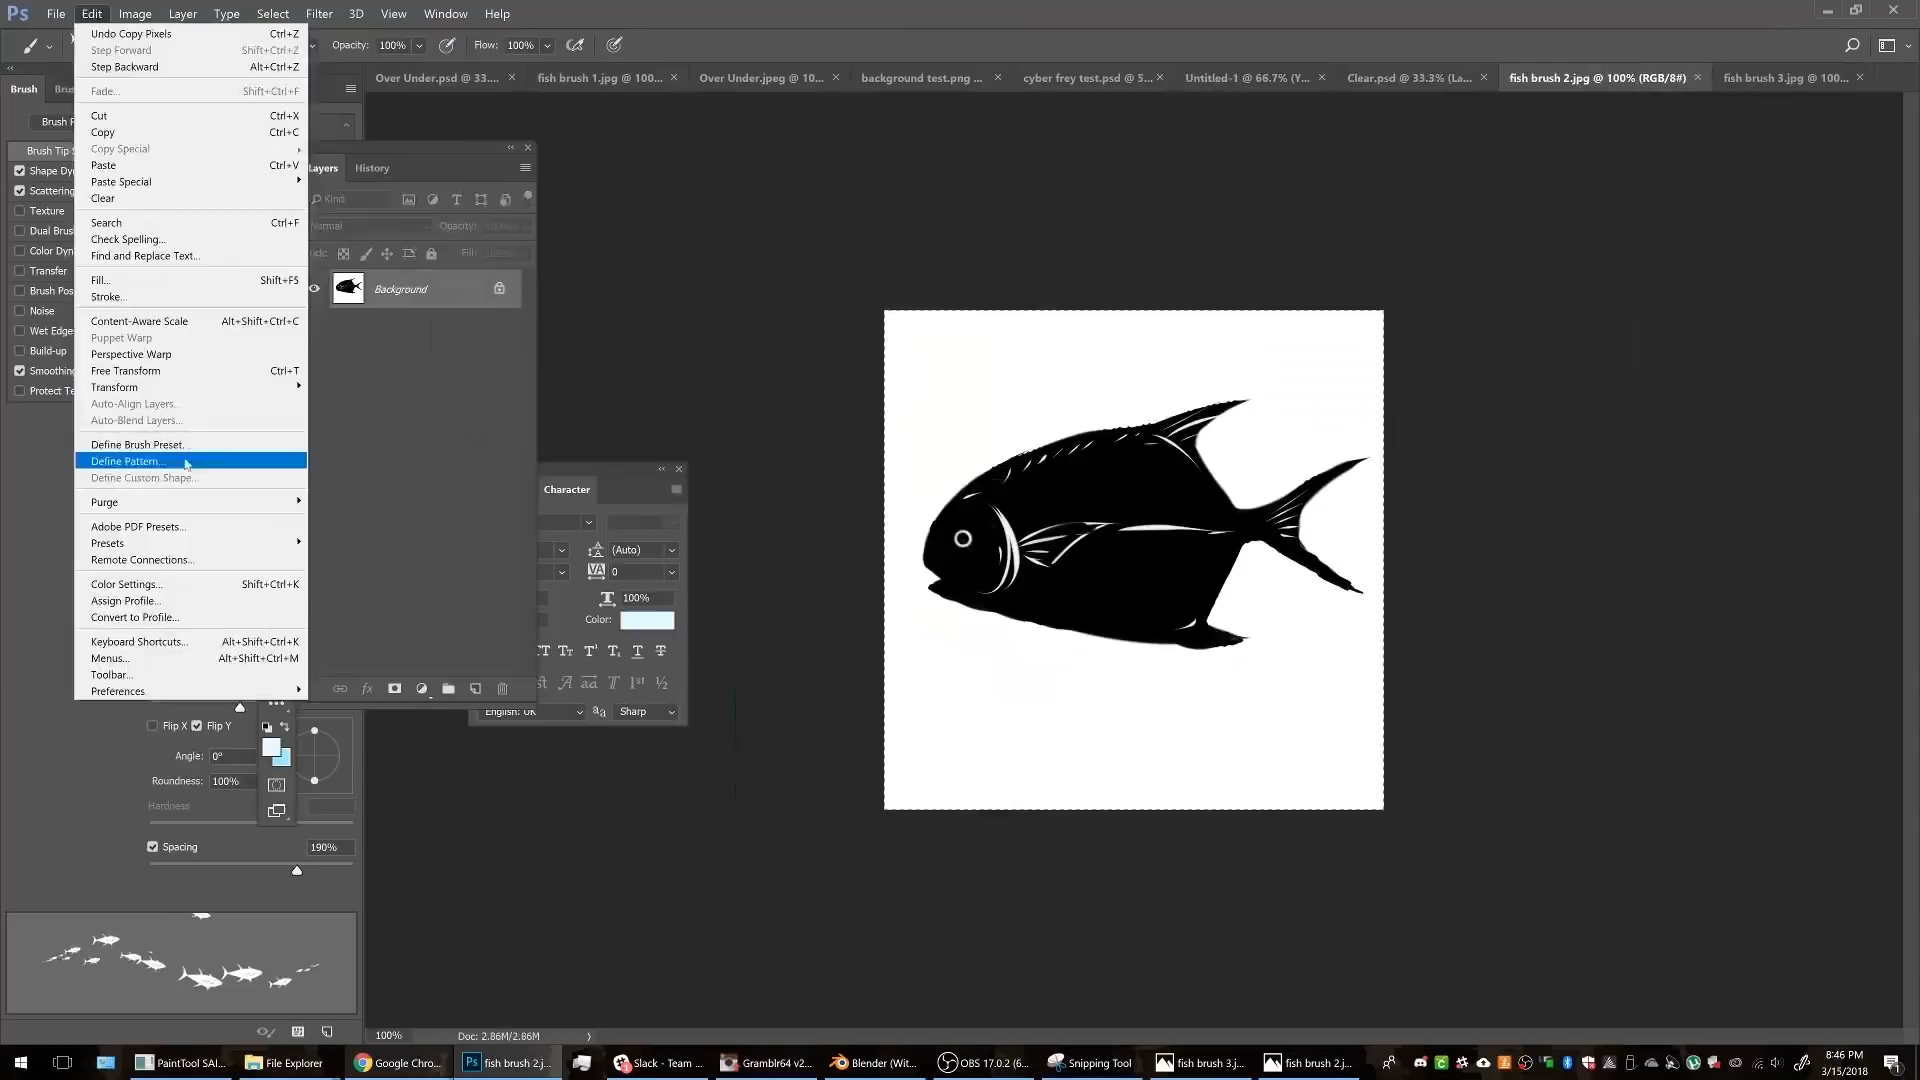 Ps File Edit Image Layer Type Select Filter 3D View Window Help
Opacity: 100% Flow: 100%
Over Under.psd @ 33.... × fish brush 1.jpg @ 100... × Over Under.jpeg @ 10... × background test.png ... × cyber frey test.psd @ 5... × Untitled-1 @ 66.7% (Y... × Clear.psd @ 33.3% (La... × fish brush 2.jpg @ 100% (RGB/8#) × fish brush 3.jpg @ 100... ×
Brush
Brush Tip S
Shape Dy
Scattering
Texture
Dual Brus
Color Dyn
Transfer
Brush Pos
Noise
Wet Edges
Build-up
Smoothing
Protect Te
Undo Copy Pixels Ctrl+Z
Step Forward Shift+Ctrl+Z
Step Backward Alt+Ctrl+Z
Fade... Shift+Ctrl+F
Cut Ctrl+X
Copy Ctrl+C
Copy Special
Paste Ctrl+V
Paste Special
Clear
Search Ctrl+F
Check Spelling...
Find and Replace Text...
Fill... Shift+F5
Stroke...
Content-Aware Scale Alt+Shift+Ctrl+C
Puppet Warp
Perspective Warp
Free Transform Ctrl+T
Transform
Auto-Align Layers...
Auto-Blend Layers...
Define Brush Preset...
Define Pattern...
Define Custom Shape...
Purge
Adobe PDF Presets...
Presets
Remote Connections...
Color Settings... Shift+Ctrl+K
Assign Profile...
Convert to Profile...
Keyboard Shortcuts... Alt+Shift+Ctrl+K
Menus... Alt+Shift+Ctrl+M
Toolbar...
Preferences
Layers History
Kind
Normal Opacity:
Fill:
Background
Character
(Auto)
VA 0
100%
Color:
English: UK Sharp
Flip X Flip Y
Angle: 0°
Roundness: 100%
Hardness
Spacing 190%
100% Doc: 2.86M/2.86M
PaintTool SAI... File Explorer Google Chro... fish brush 2.j... Slack - Team ... Gramblr64 v2... Blender (Wit... OBS 17.0.2 (6... Snipping Tool fish brush 3.j... fish brush 2.j...
8:46 PM
3/15/2018